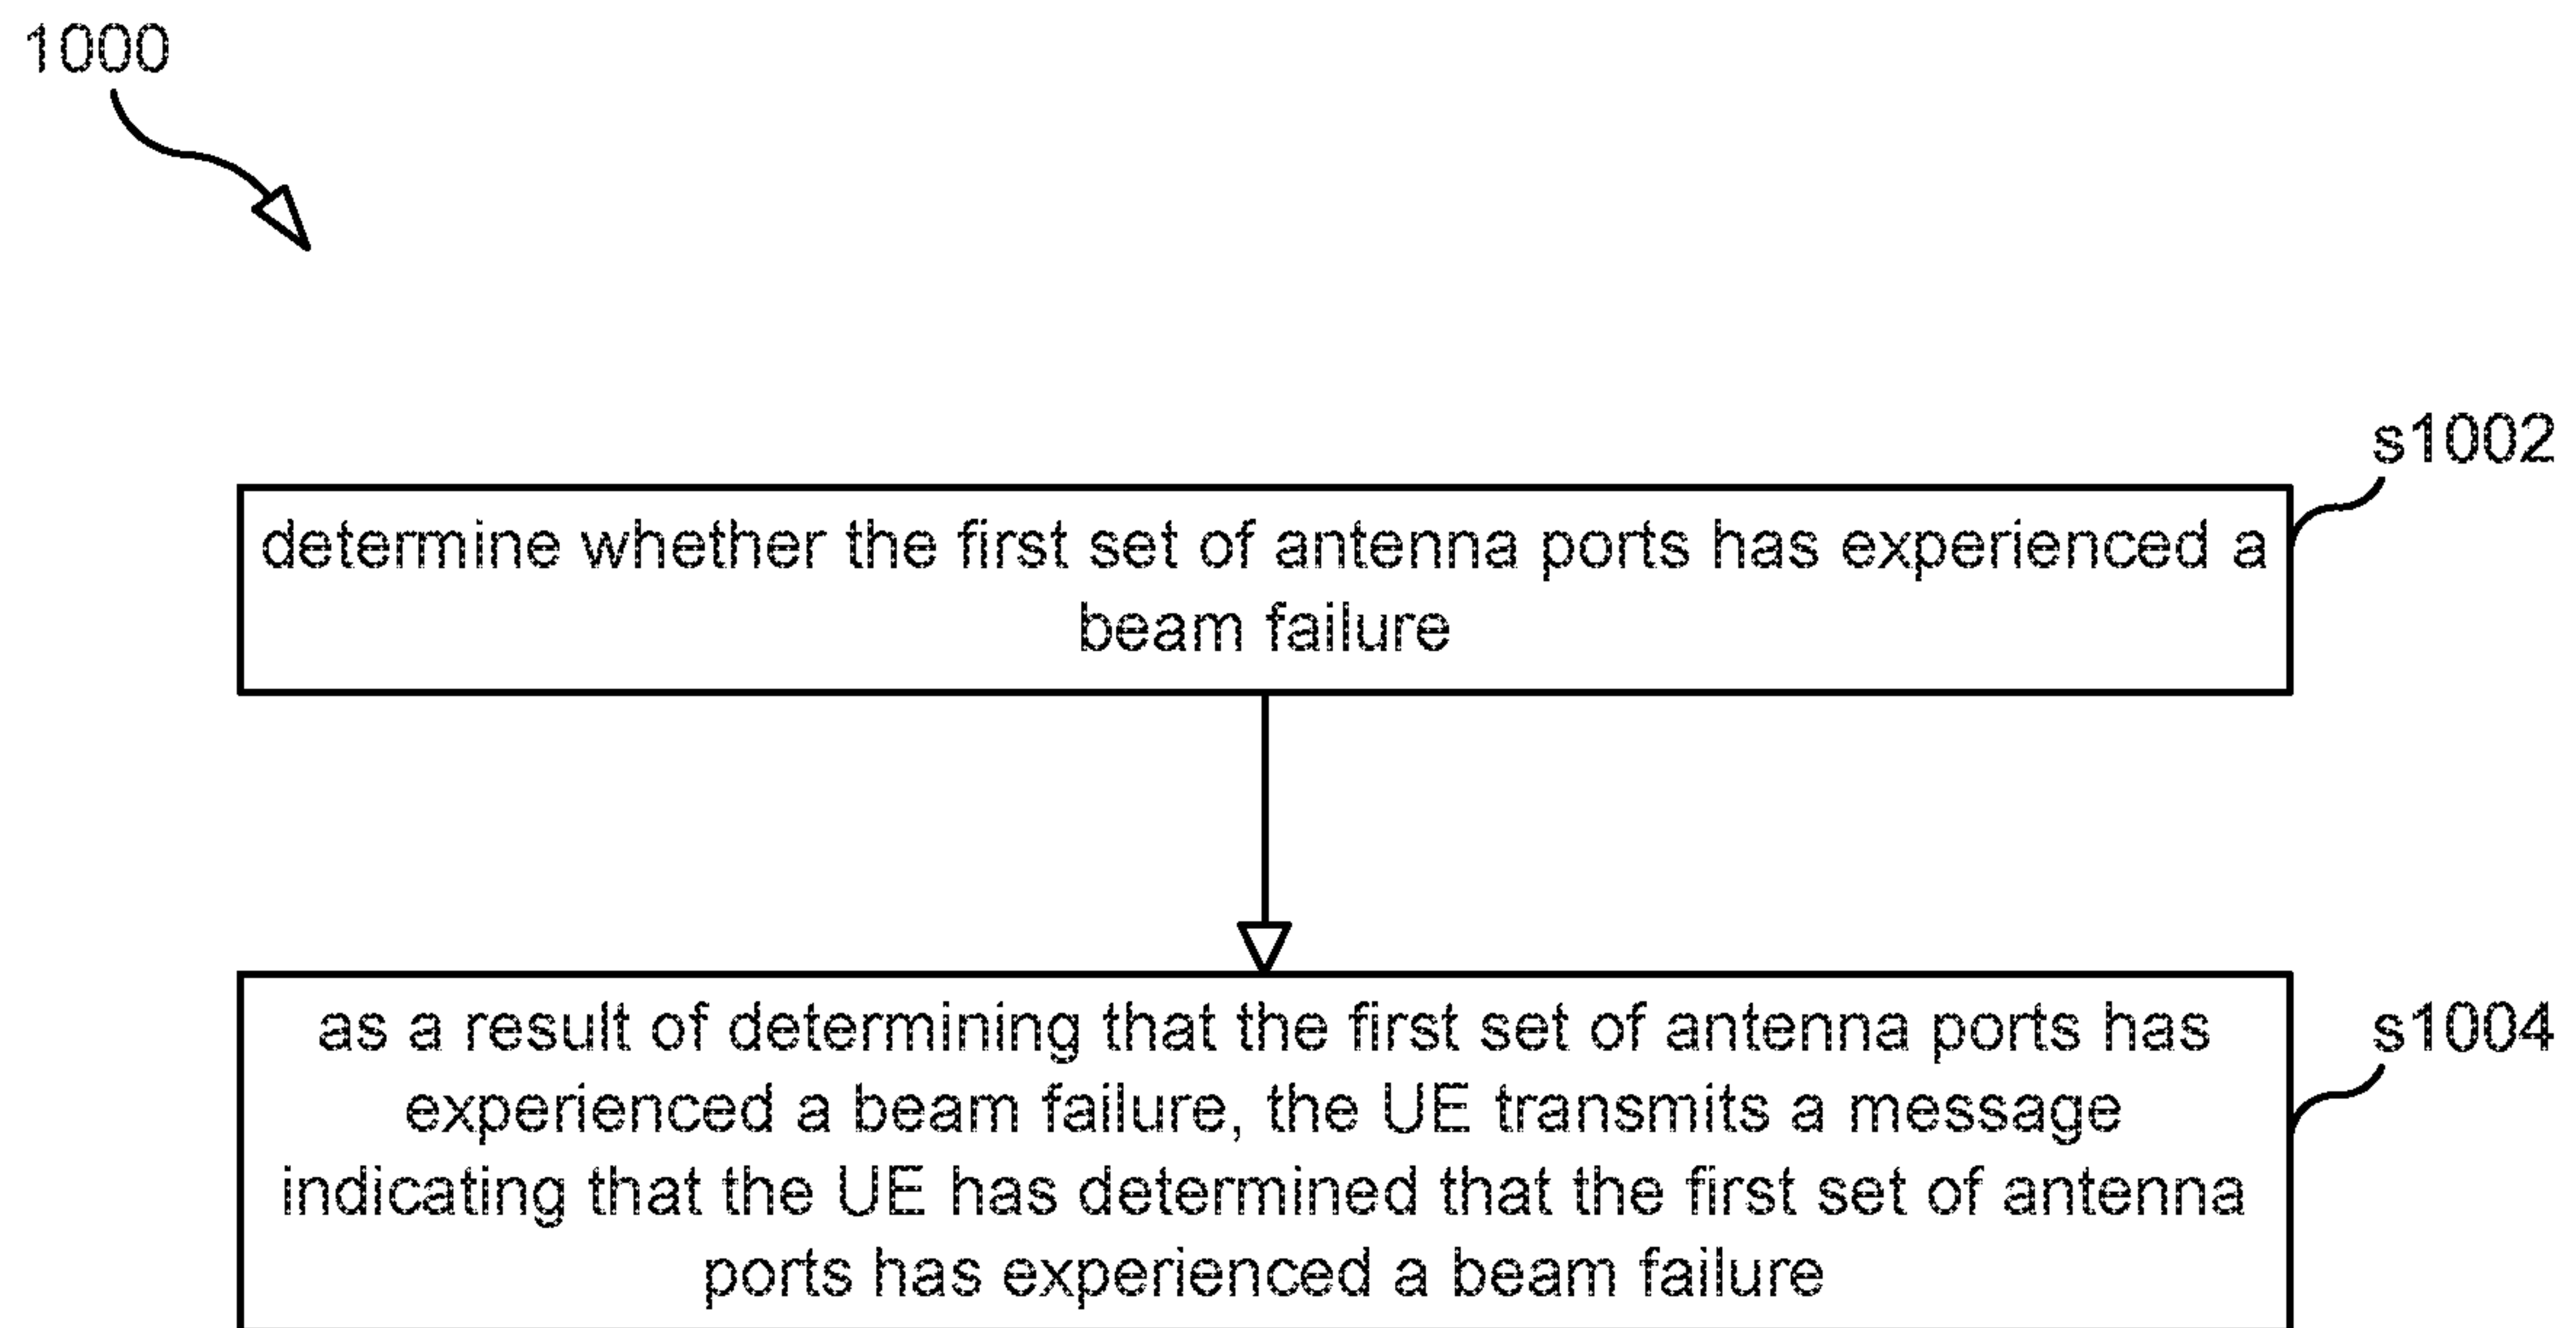 1000
s1002
determine whether the first set of antenna ports has experienced a
beam failure
s1004
as a result of determining that the first set of antenna ports has
experienced a beam failure, the UE transmits a message
indicating that the UE has determined that the first set of antenna
ports has experienced a beam failure